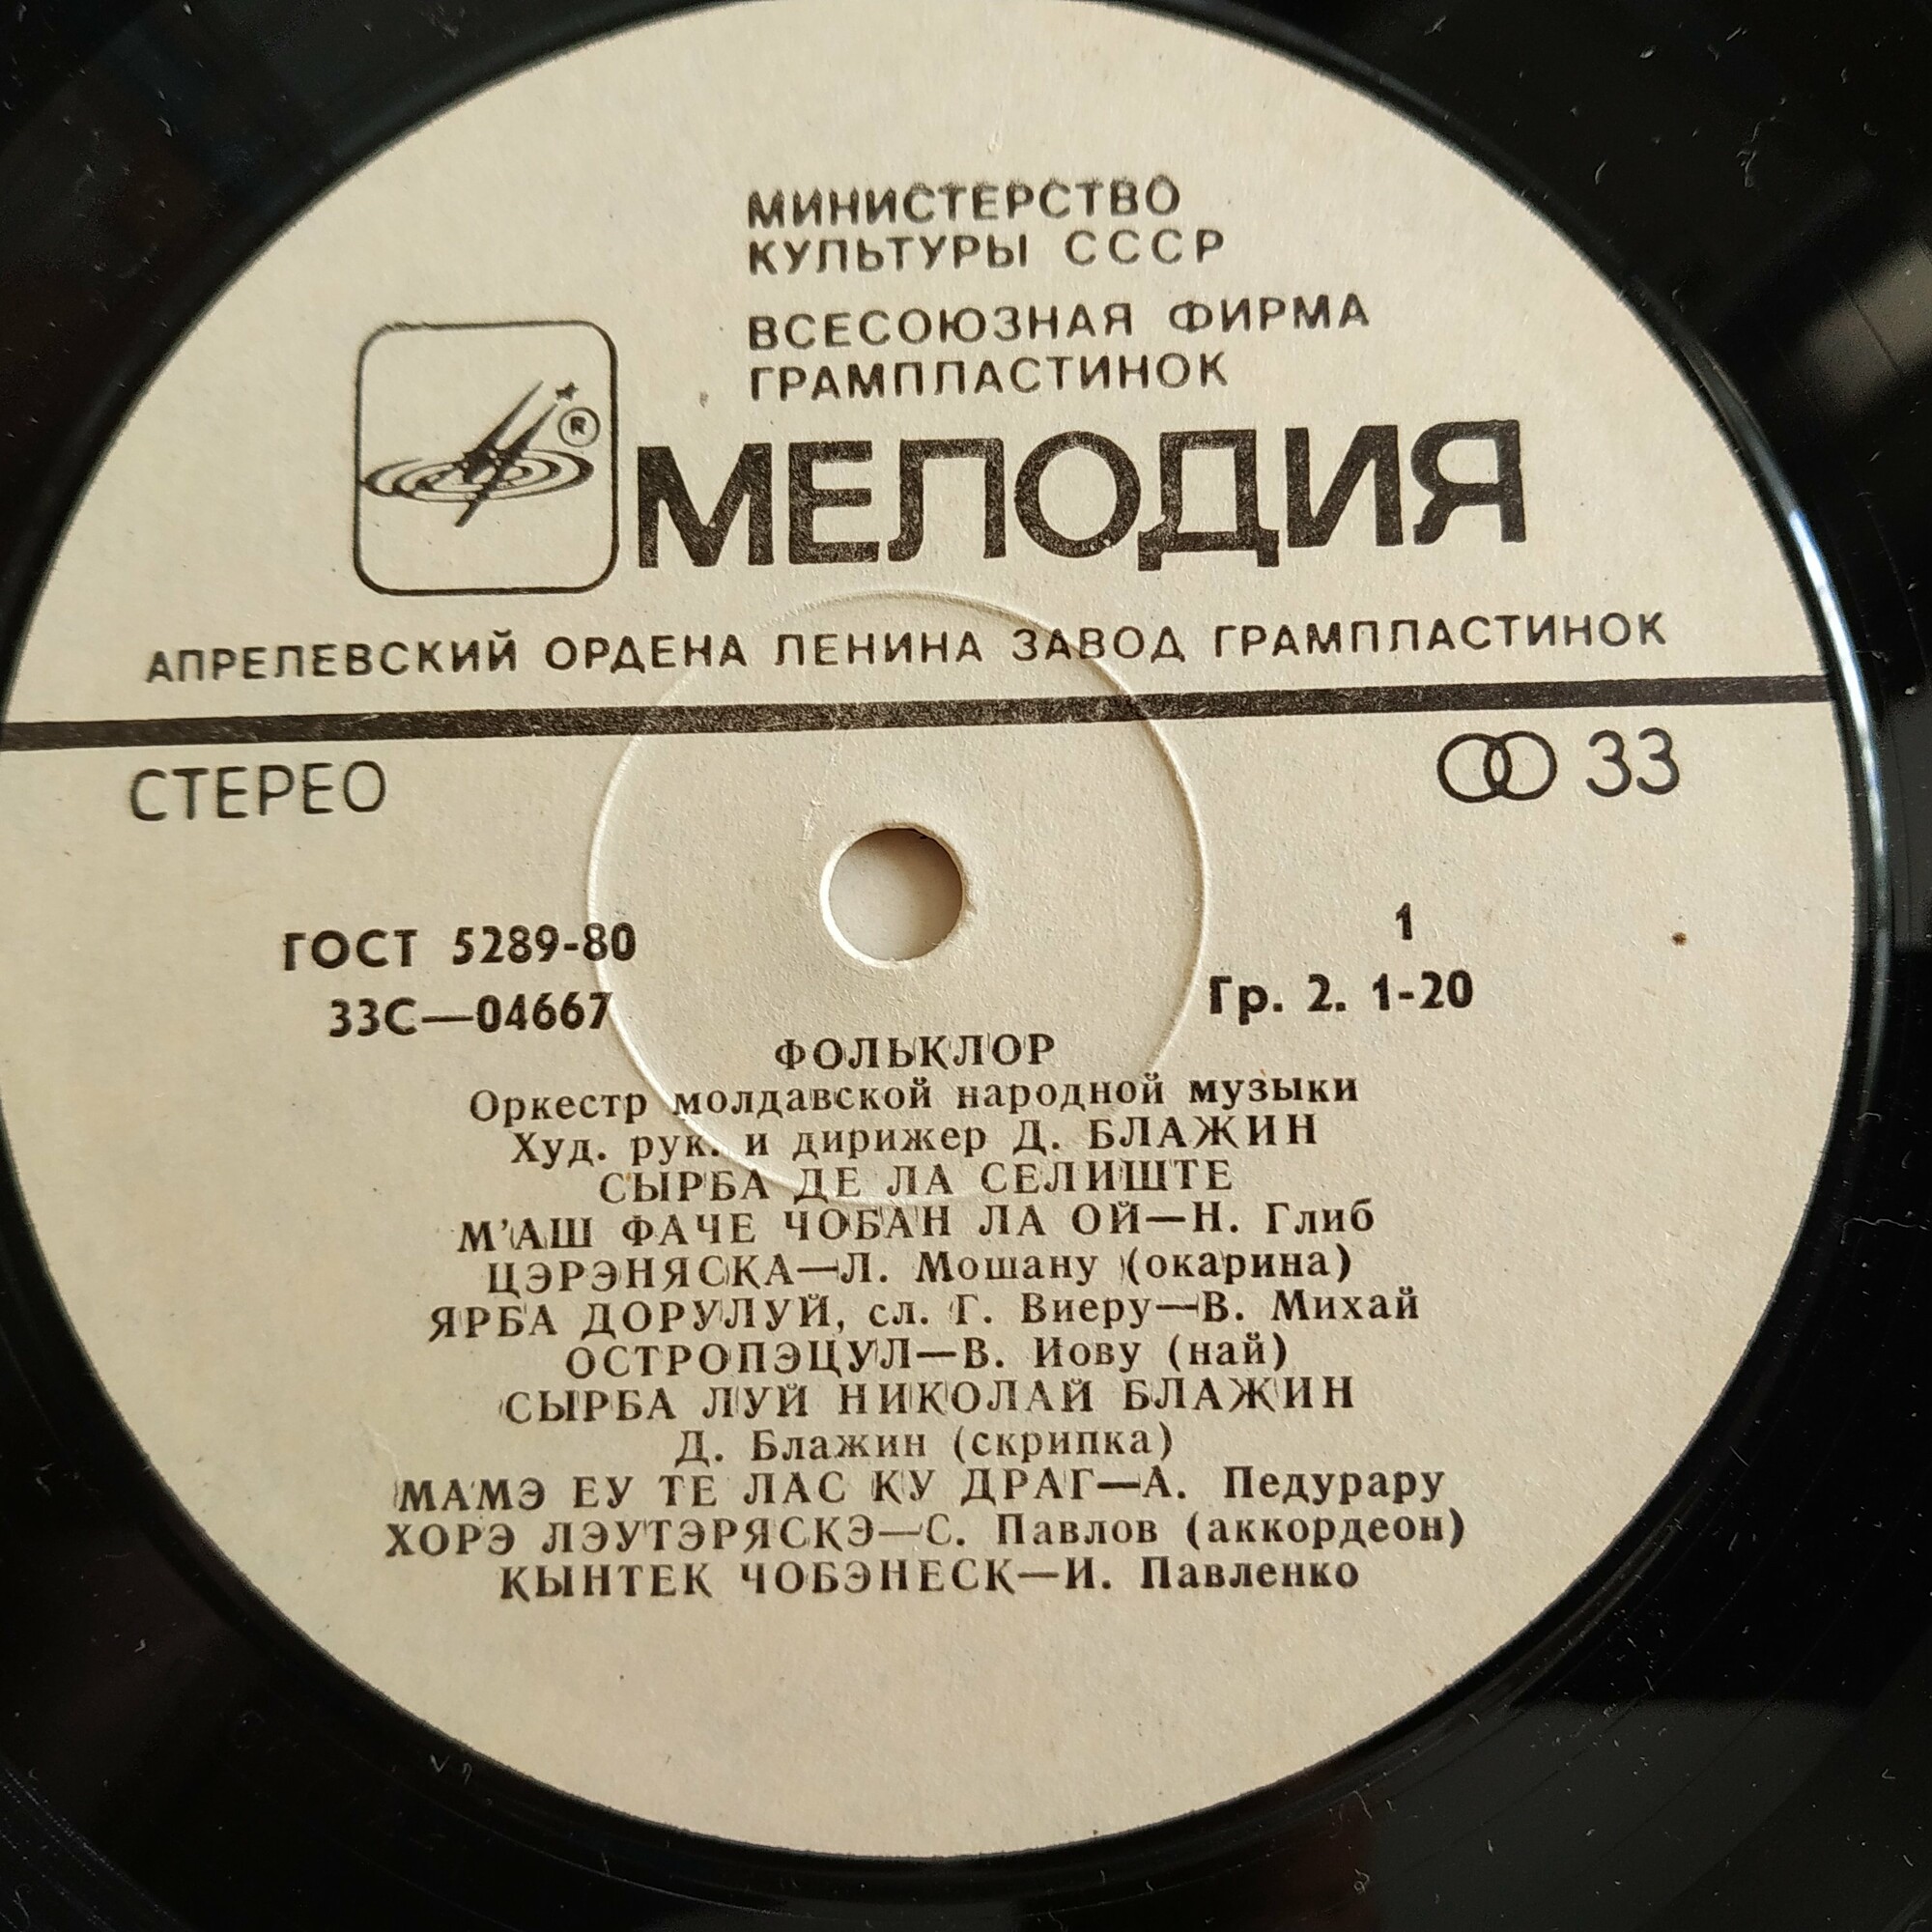 МИНИСТЕРСТВО
КУЛЬТУРЫ СССР
ВСЕСОЮЗНАЯ ФИРМА
ГРАМПЛАСТИНОК
®
МЕЛОДИЯ
АПРЕЛЕВСКИЙ ОРДЕНА ЛЕНИНА ЗАВОД ГРАМПЛАСТИНОК
СТЕРЕО
33
ГОСТ 5289-80
1
33С—04667
Гр. 2. 1-20
ФОЛЬКЛОР
Оркестр молдавской народной музыки
Худ. рук. и дирижер Д. БЛАЖИН
СЫРБА ДЕ ЛА СЕЛИШТЕ
М’АШ ФАЧЕ ЧОБАН ЛА ОЙ—Н. Глиб
ЦЭРЭНЯСКА—Л. Мошану (окарина)
ЯРБА ДОРУЛУЙ, сл. Г. Виеру—В. Михай
ОСТРОПЭЦУЛ—В. Иову (най)
СЫРБА ЛУЙ НИКОЛАЙ БЛАЖИН
Д. Блажин (скрипка)
МАМЭ ЕУ ТЕ ЛАС КУ ДРАГ—А. Педурару
ХОРЭ ЛЭУТЭРЯСКЭ—С. Павлов (аккордеон)
КЫНТЕК ЧОБЭНЕСК—И. Павленко